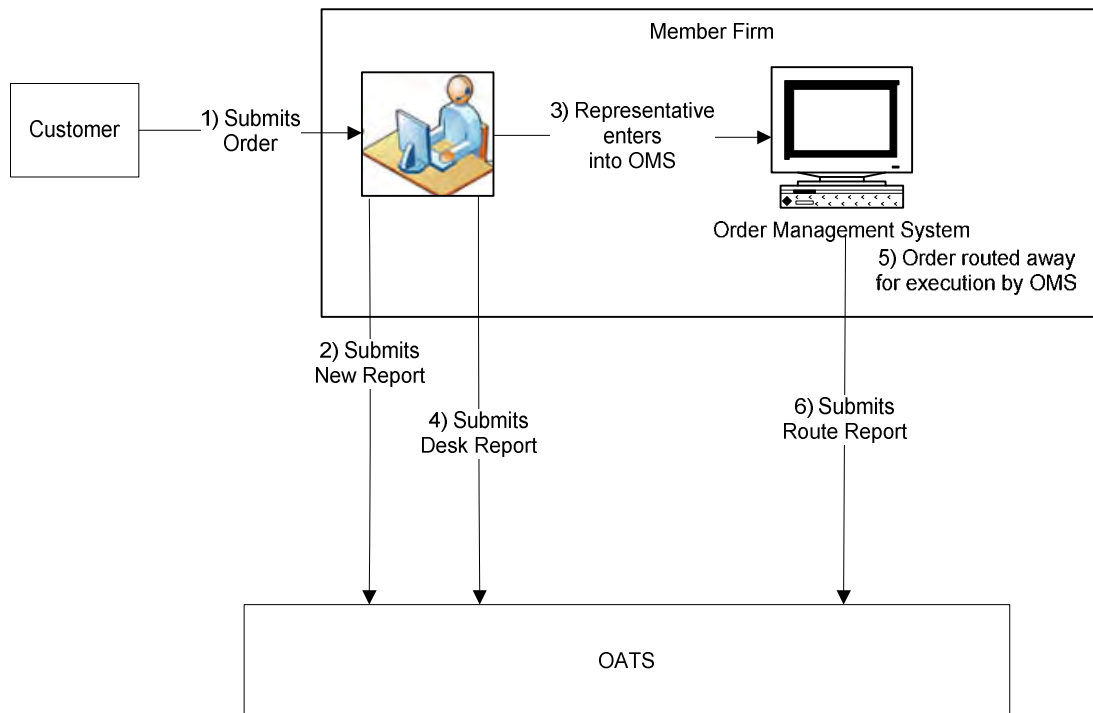 Member Firm
Customer
1) Submits
Order
3) Representative
enters
into OMS
Order Management System
5) Order routed away
for execution by OMS
2) Submits
New Report
4) Submits
Desk Report
6) Submits
Route Report
OATS